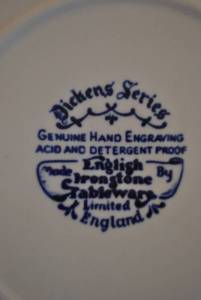 Dickens Series
GENUINE HAND ENGRAVING
ACID AND DETERGENT PROOF
Made English By
Ironstone
Tableware
Limited
England